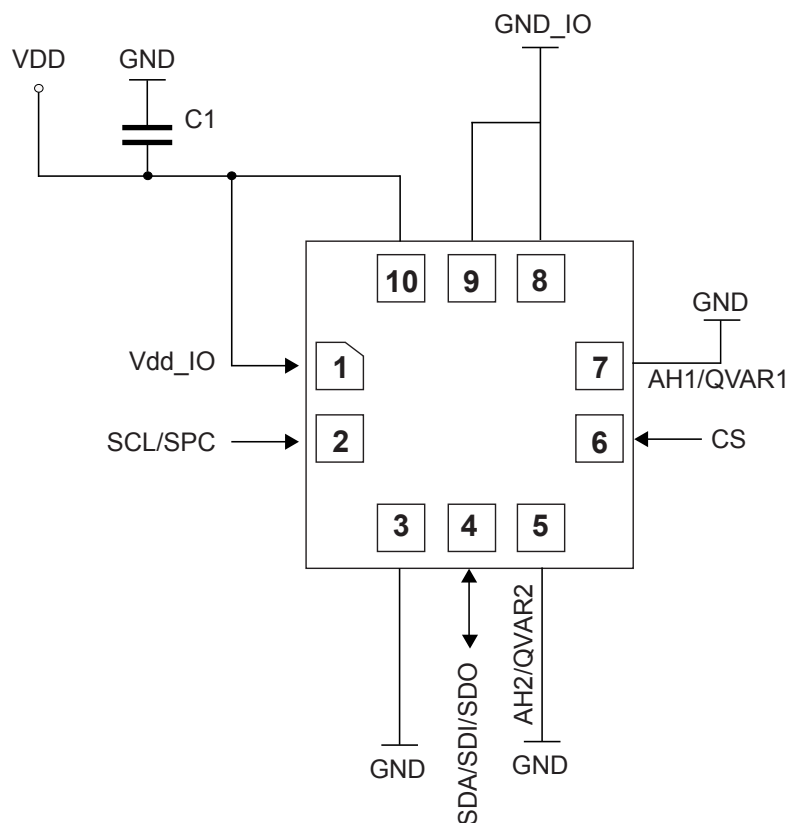 GND_IO
VDD
GND
C1
10
9
8
GND
Vdd_IO
1
7
AH1/QVAR1
SCL/SPC
2
6
CS
3
4
5
GND
SDA/SDI/SDO
AH2/QVAR2
GND